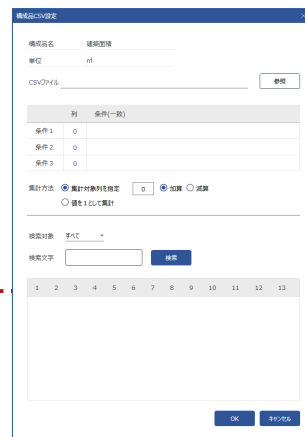 構成品CSV設定 ×
構成品名 建築面積
単位 ㎡
CSVファイル 参照
列 条件(一致)
条件 1 0
条件 2 0
条件 3 0
集計方法 集計対象列を指定 0 加算 減算
値を1として集計
検索対象 すべて
検索文字 検索
1 2 3 4 5 6 7 8 9 10 11 12 13
OK キャンセル